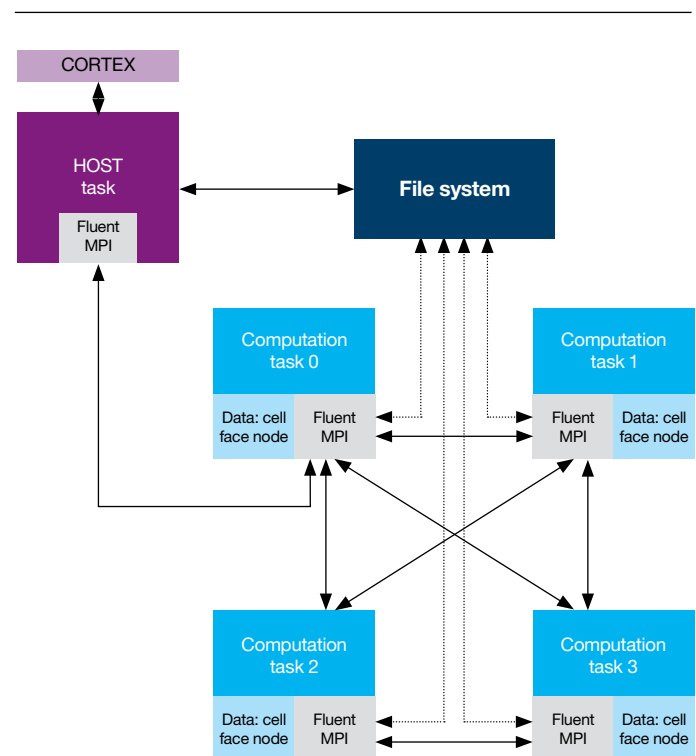 CORTEX
HOST
task
Fluent
MPI
File system
Computation
task 0
Data: cell
face node
Fluent
MPI
Computation
task 1
Fluent
MPI
Data: cell
face node
Computation
task 2
Data: cell
face node
Fluent
MPI
Computation
task 3
Fluent
MPI
Data: cell
face node